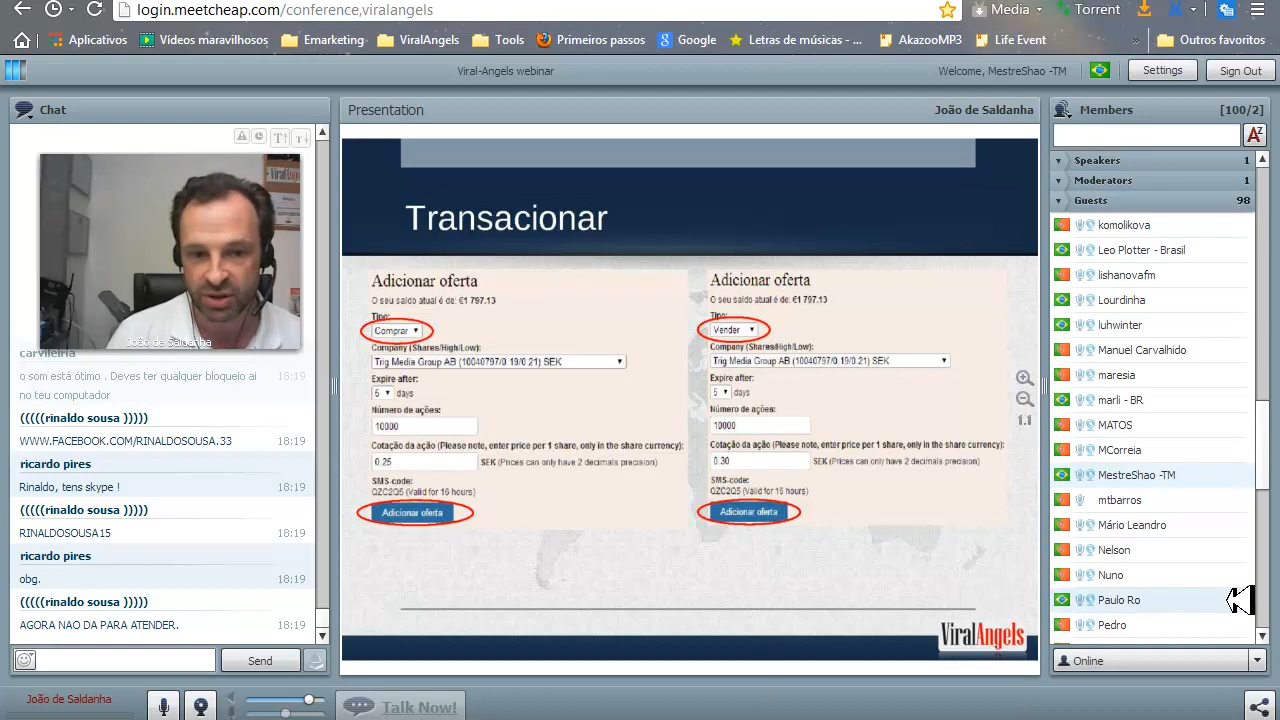 login.meetcheap.com/conference,viralangels
Media
Torrent
Aplicativos
Vídeos maravilhosos
Emarketing
ViralAngels
Tools
Primeiros passos
Google
Letras de músicas - ...
AkazooMP3
Life Event
»
Outros favoritos
Viral-Angels webinar
Welcome, MestreShao -TM
Settings
Sign Out
Chat
João de Saldanha
carvileiria
o som está ótimo . Deves ter qualquer bloqueio ai 18:19
no teu computador
(((((rinaldo sousa )))))
WWW.FACEBOOK.COM/RINALDOSOUSA.33 18:19
ricardo pires
Rinaldo, tens skype ! 18:19
(((((rinaldo sousa )))))
RINALDOSOUSA15 18:19
ricardo pires
obg. 18:19
(((((rinaldo sousa )))))
AGORA NAO DA PARA ATENDER. 18:19
Send
João de Saldanha
Talk Now!
Presentation
João de Saldanha
Transacionar
Adicionar oferta
O seu saldo atual é de: €1 797.13
Tipo:
Comprar
Company (Shares/High/Low):
Trig Media Group AB (10040797/0.19/0.21) SEK
Expire after:
5 days
Número de ações:
10000
Cotação da ação (Please note, enter price per 1 share, only in the share currency):
0.25 SEK (Prices can only have 2 decimals precision)
SMS-code:
QZC2Q5 (Valid for 16 hours)
Adicionar oferta
Adicionar oferta
O seu saldo atual é de: €1 797.13
Tipo:
Vender
Company (Shares/High/Low):
Trig Media Group AB (10040797/0.19/0.21) SEK
Expire after:
5 days
Número de ações:
10000
Cotação da ação (Please note, enter price per 1 share, only in the share currency):
0.30 SEK (Prices can only have 2 decimals precision)
SMS-code:
QZC2Q5 (Valid for 16 hours)
Adicionar oferta
ViralAngels
1:1
Members [100/2]
AZ
Speakers 1
Moderators 1
Guests 98
komolikova
Leo Plotter - Brasil
lishanovafm
Lourdinha
luhwinter
Manuel Carvalhido
maresia
marli - BR
MATOS
MCorreia
MestreShao -TM
mtbarros
Mário Leandro
Nelson
Nuno
Paulo Ro
Pedro
Online